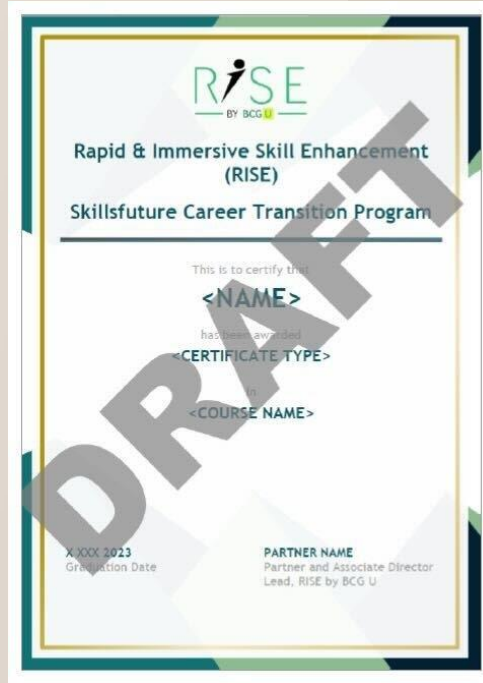 RISE
BY BCG U
Rapid & Immersive Skill Enhancement
(RISE)
Skillsfuture Career Transition Program
This is to certify that
<NAME>
has been awarded
<CERTIFICATE TYPE>
in
<COURSE NAME>
DRAFT
X XXX 2023
Graduation Date
PARTNER NAME
Partner and Associate Director
Lead, RISE by BCG U